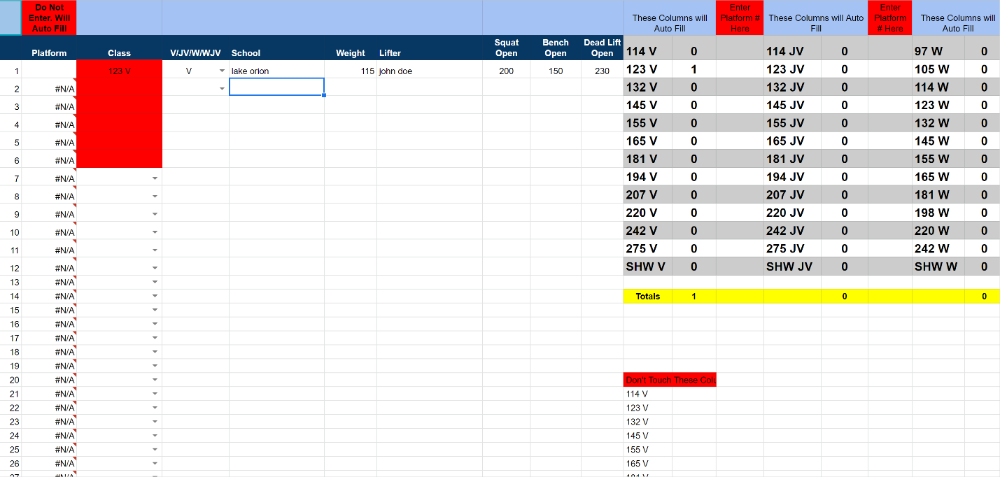 Do Not
Enter. Will
Auto Fill
These Columns will
Auto Fill
Enter
Platform #
Here
These Columns will Auto
Fill
Enter
Platform
# Here
These Columns will
Auto Fill
Platform Class V/JV/W/WJV School Weight Lifter Squat Open Bench Open Dead Lift Open
114 V 0 114 JV 0 97 W 0
1 123 V V lake orion 115 john doe 200 150 230 123 V 1 123 JV 0 105 W 0
2 #N/A 132 V 0 132 JV 0 114 W 0
3 #N/A 145 V 0 145 JV 0 123 W 0
4 #N/A 155 V 0 155 JV 0 132 W 0
5 #N/A 165 V 0 165 JV 0 145 W 0
6 #N/A 181 V 0 181 JV 0 155 W 0
7 #N/A 194 V 0 194 JV 0 165 W 0
8 #N/A 207 V 0 207 JV 0 181 W 0
9 #N/A 220 V 0 220 JV 0 198 W 0
10 #N/A 242 V 0 242 JV 0 220 W 0
11 #N/A 275 V 0 275 JV 0 242 W 0
12 #N/A SHW V 0 SHW JV 0 SHW W 0
13 #N/A
14 #N/A Totals 1 0 0
15 #N/A
16 #N/A
17 #N/A
18 #N/A
19 #N/A
20 #N/A Don't Touch These Colu
21 #N/A 114 V
22 #N/A 123 V
23 #N/A 132 V
24 #N/A 145 V
25 #N/A 155 V
26 #N/A 165 V
27 #N/A 181 V